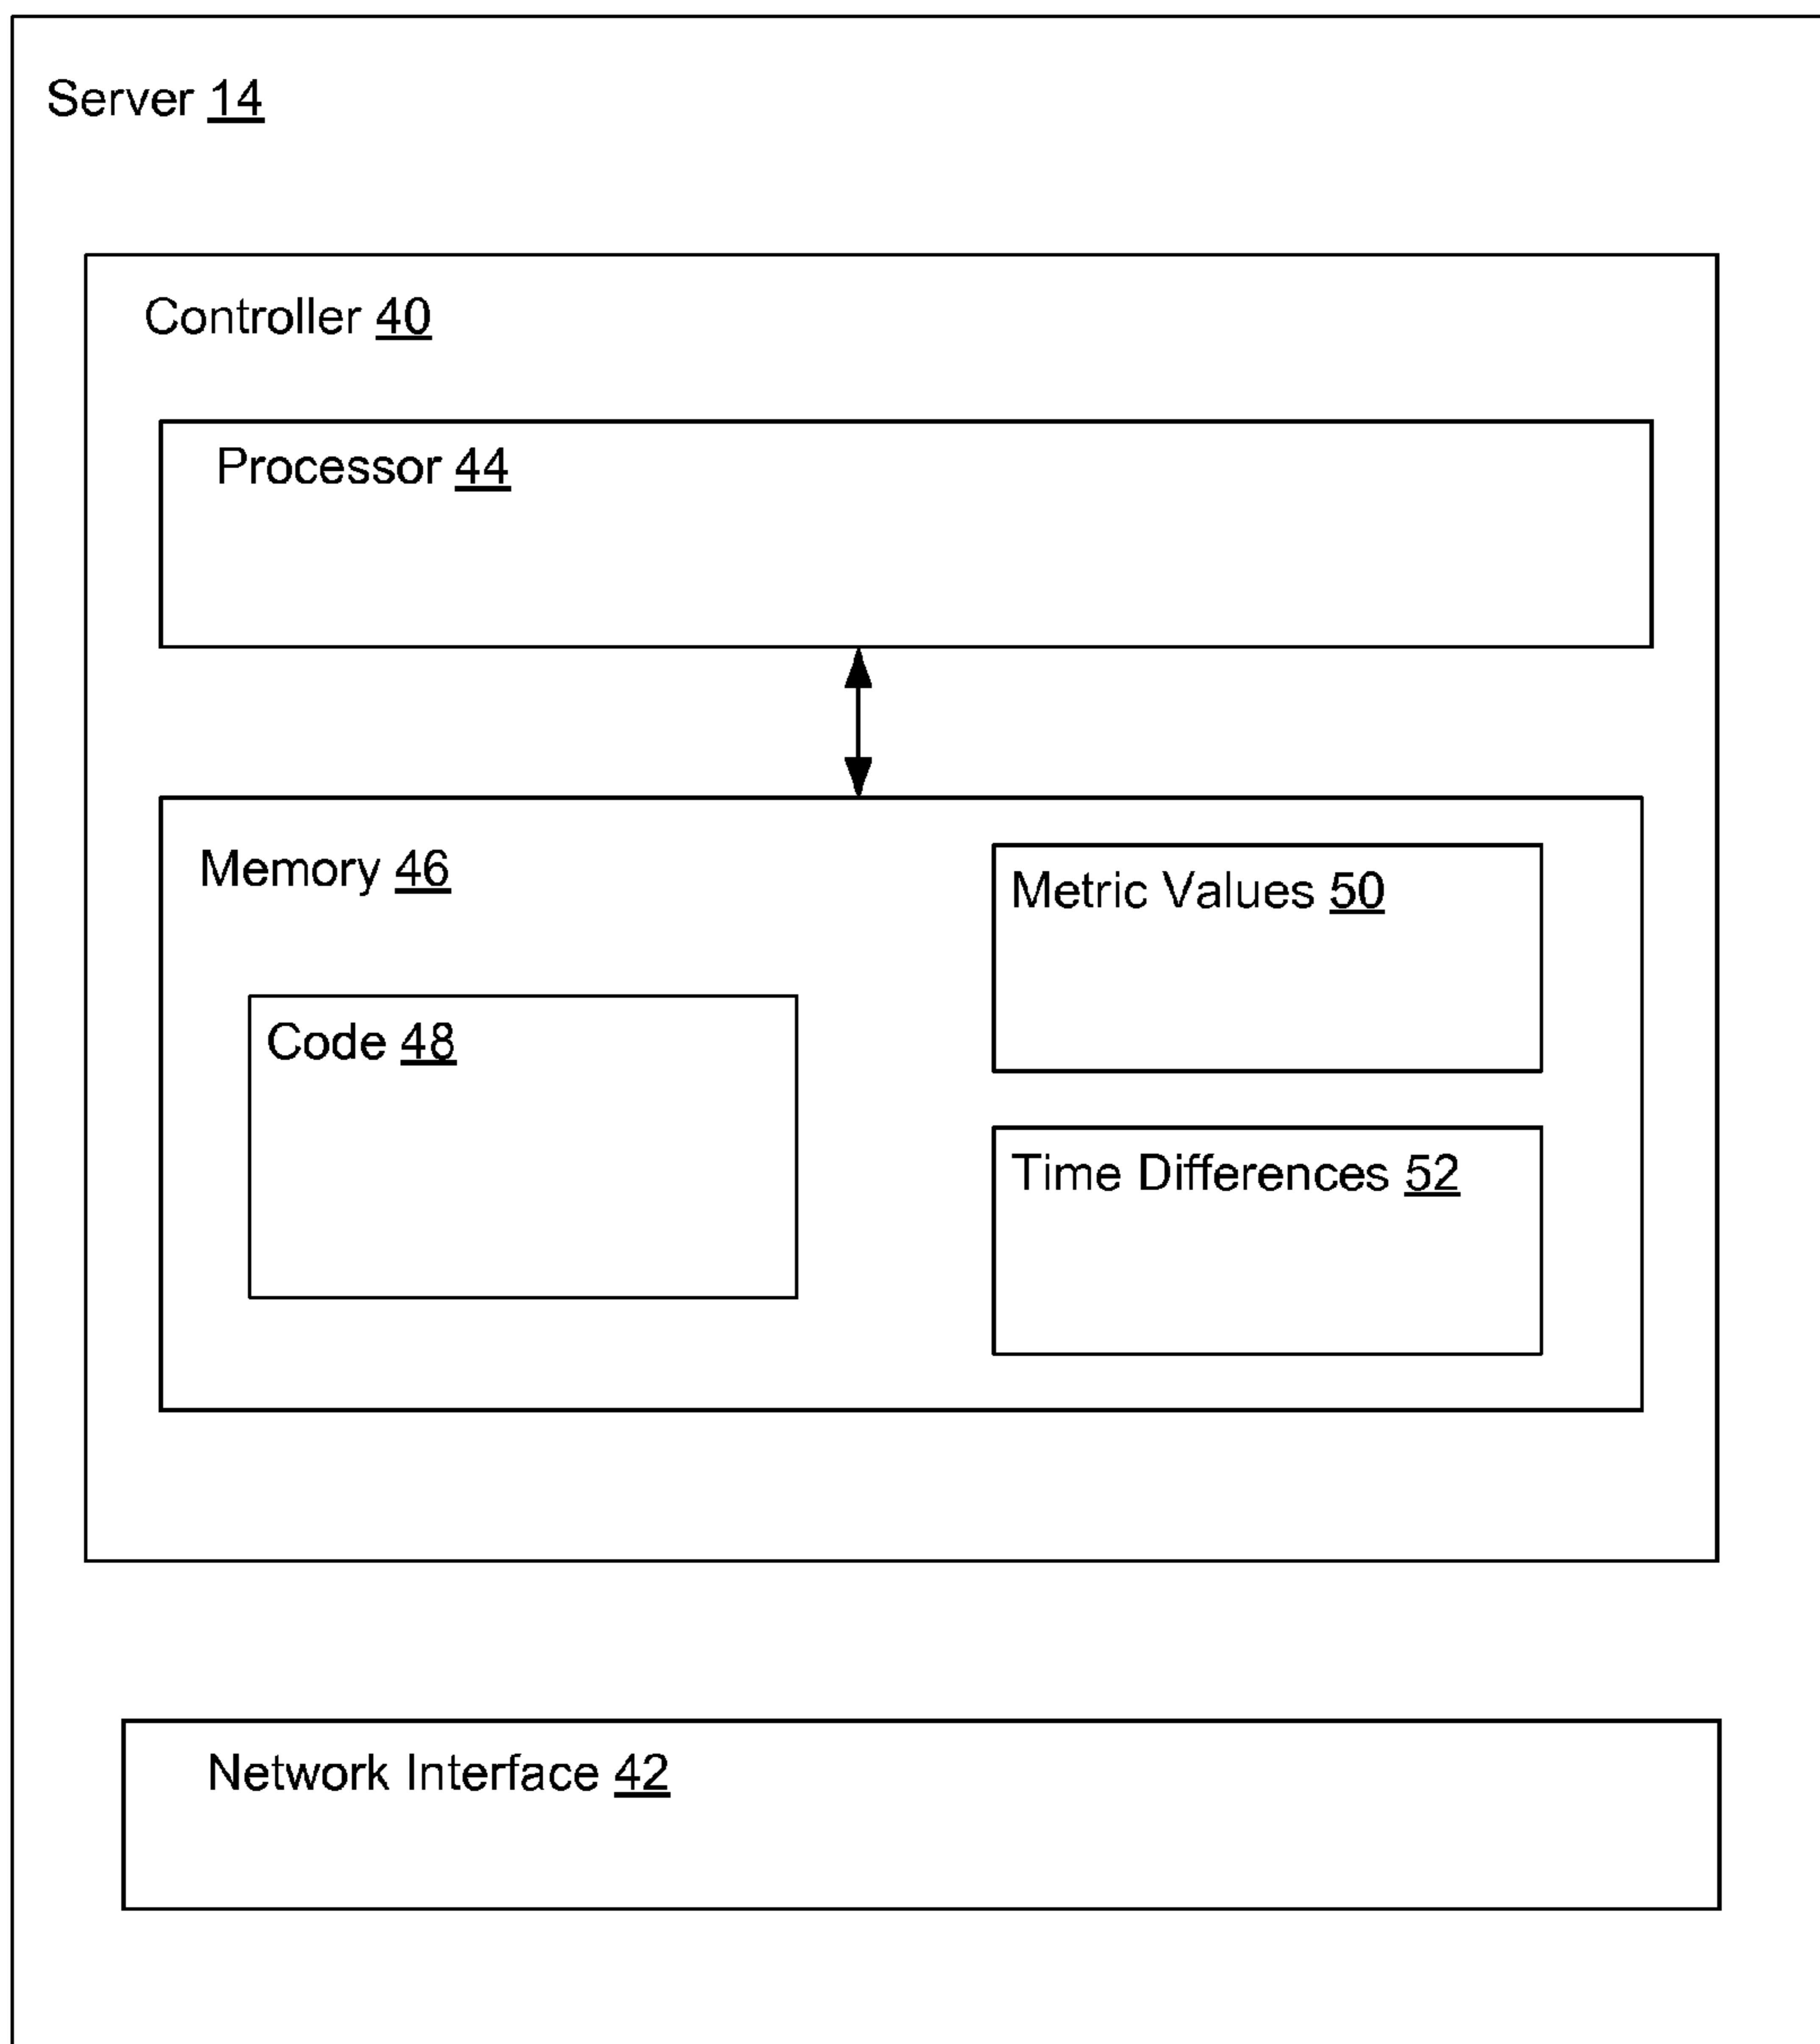 Server 14
Controller 40
Processor 44
Memory 46
Metric Values 50
Code 48
Time Differences 52
Network Interface 42